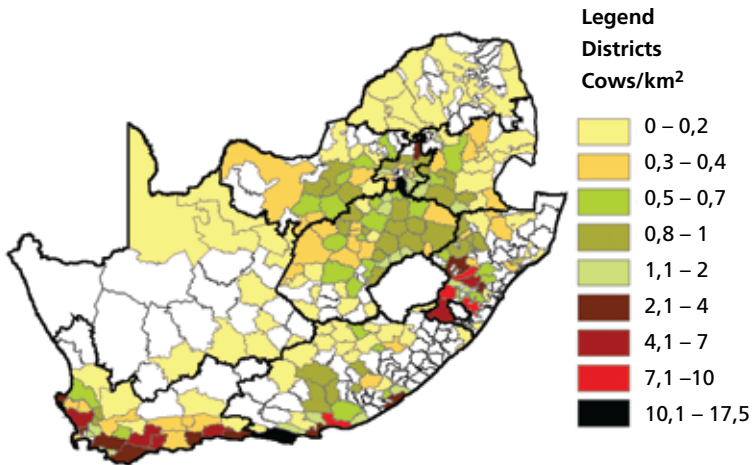 Legend
Districts
Cows/km²
0 – 0,2
0,3 – 0,4
0,5 – 0,7
0,8 – 1
1,1 – 2
2,1 – 4
4,1 – 7
7,1 –10
10,1 – 17,5